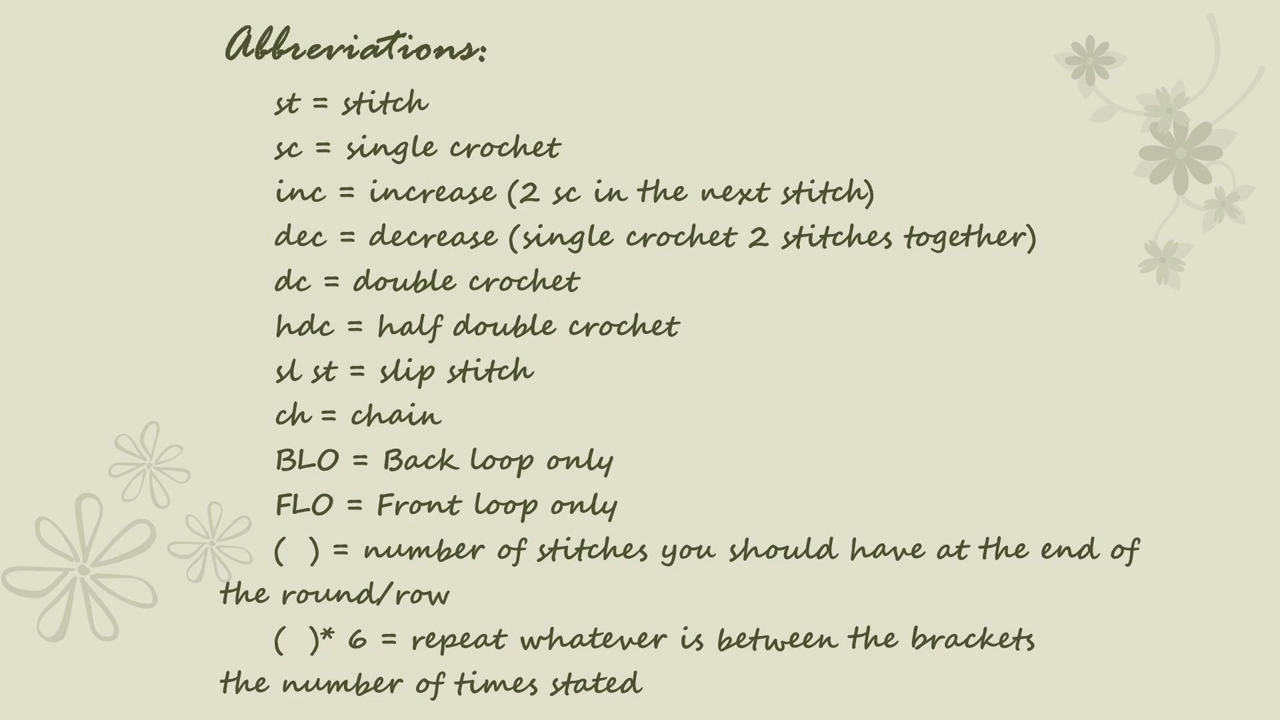 Abbreviations:
st = stitch
sc = single crochet
inc = increase (2 sc in the next stitch)
dec = decrease (single crochet 2 stitches together)
dc = double crochet
hdc = half double crochet
sl st = slip stitch
ch = chain
BLO = Back loop only
FLO = Front loop only
(  ) = number of stitches you should have at the end of
the round/row
(  )* 6 = repeat whatever is between the brackets
the number of times stated